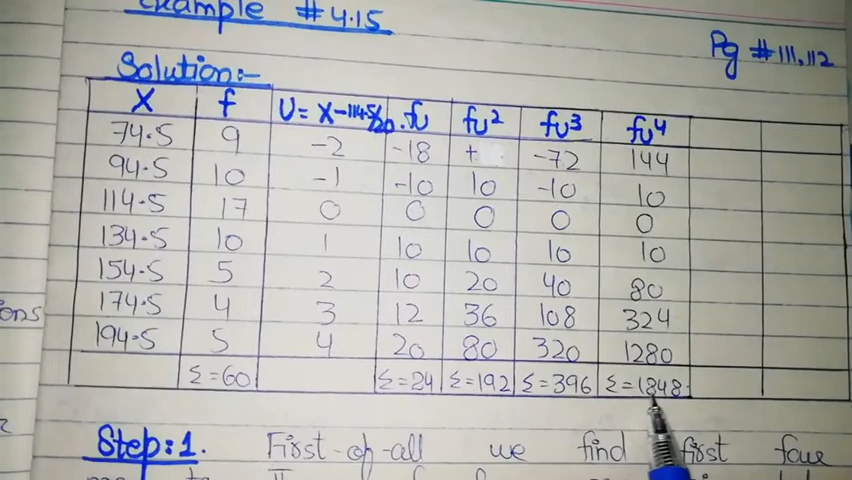 Example #4.15
Pg #111,112
Solution:-
X f U= X-114.5/20 fu fu² fu³ fu⁴
74.5 9 -2 -18 + -72 144
94.5 10 -1 -10 10 -10 10
114.5 17 0 0 0 0 0
134.5 10 1 10 10 10 10
154.5 5 2 10 20 40 80
174.5 4 3 12 36 108 324
194.5 5 4 20 80 320 1280
Σ=60 Σ=24 Σ=192 Σ=396 Σ=1848
ons
Step:1. First-of-all we find first four